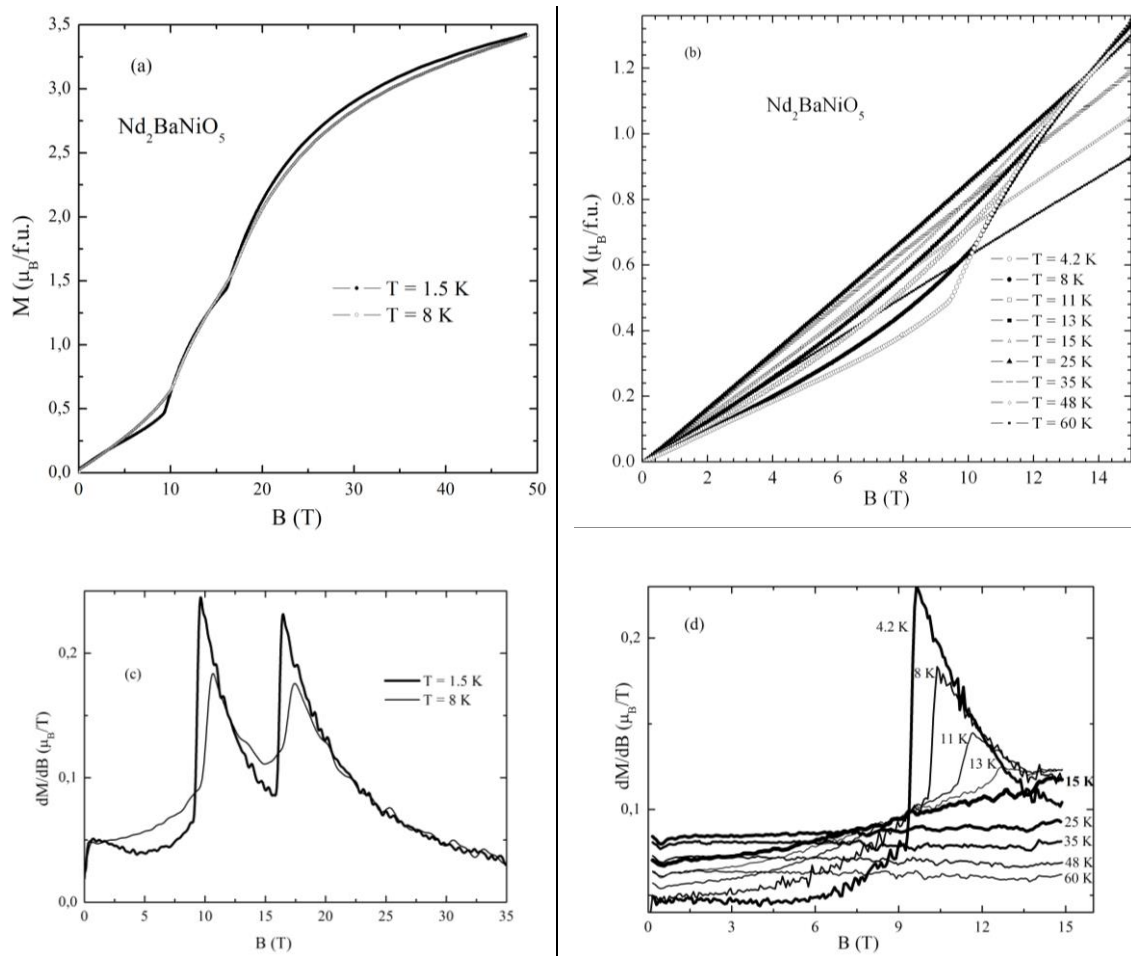 (a)
Nd₂BaNiO₅
T = 1.5 K
T = 8 K
M (μ_B/f.u.)
3,5
3,0
2,5
2,0
1,5
1,0
0,5
0,0
0 10 20 30 40 50
B (T)
(b)
Nd₂BaNiO₅
T = 4.2 K
T = 8 K
T = 11 K
T = 13 K
T = 15 K
T = 25 K
T = 35 K
T = 48 K
T = 60 K
M (μ_B/f.u.)
1.2
1.0
0.8
0.6
0.4
0.2
0.0
0 2 4 6 8 10 12 14
B (T)
(c)
T = 1.5 K
T = 8 K
dM/dB (μ_B/T)
0,2
0,1
0,0
0 5 10 15 20 25 30 35
B (T)
(d)
4.2 K
8 K
11 K
13 K
15 K
25 K
35 K
48 K
60 K
dM/dB (μ_B/T)
0,2
0,1
0 3 6 9 12 15
B (T)